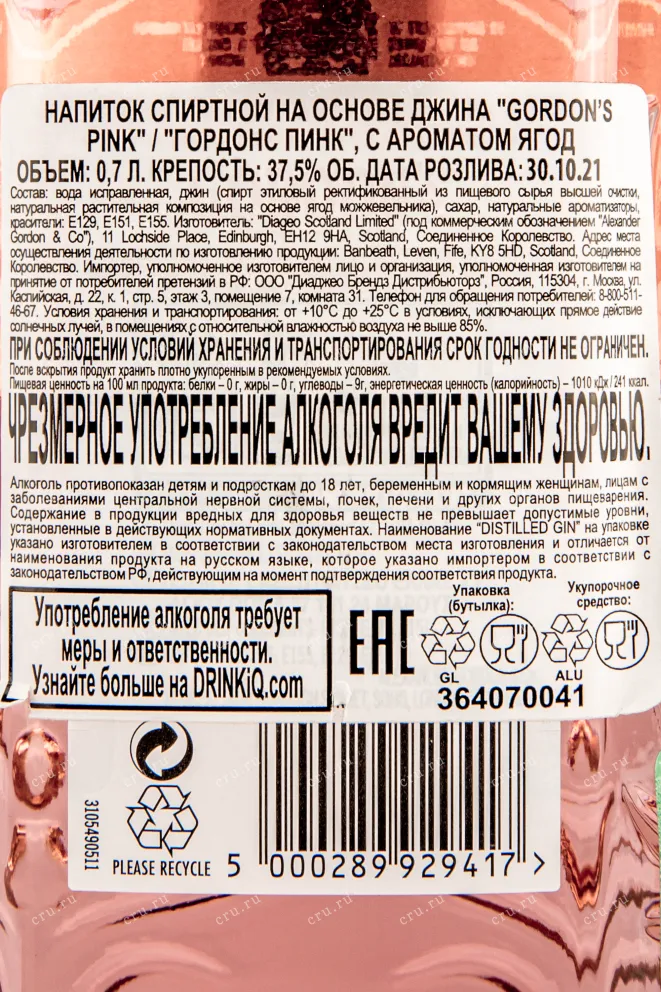 НАПИТОК СПИРТНОЙ НА ОСНОВЕ ДЖИНА "GORDON'S
PINK" / "ГОРДОНС ПИНК", С АРОМАТОМ ЯГОД
ОБЪЕМ: 0,7 Л. КРЕПОСТЬ: 37,5% ОБ. ДАТА РОЗЛИВА: 30.10.21
Состав: вода исправленная, джин (спирт этиловый ректификованный из пищевого сырья высшей очистки,
натуральная растительная композиция на основе ягод можжевельника), сахар, натуральные ароматизаторы,
красители: E129, E151, E155. Изготовитель: "Diageo Scotland Limited" (под коммерческим обозначением "Alexander
Gordon & Co"), 11 Lochside Place, Edinburgh, EH12 9HA, Scotland, Соединенное Королевство. Адрес места
осуществления деятельности по изготовлению продукции: Banbeath, Leven, Fife, KY8 5HD, Scotland, Соединеное
Королевство. Импортер, уполномоченное изготовителем лицо и организация, уполномоченная изготовителем на
принятие от потребителей претензий в РФ: ООО "Диаджео Брендз Дистрибьюторз", Россия, 115304, г. Москва, ул.
Каспийская, д. 22, к. 1, стр. 5, этаж 3, помещение 7, комната 31. Телефон для обращения потребителей: 8-800-511-
46-67. Условия хранения и транспортирования: от +10°C до +25°C в условиях, исключающих прямое действие
солнечных лучей, в помещениях с относительной влажностью воздуха не выше 85%.
ПРИ СОБЛЮДЕНИИ УСЛОВИЙ ХРАНЕНИЯ И ТРАНСПОРТИРОВАНИЯ СРОК ГОДНОСТИ НЕ ОГРАНИЧЕН.
После вскрытия продукт хранить плотно укупоренным в рекомендуемых условиях.
Пищевая ценность на 100 мл продукта: белки – 0 г, жиры – 0 г, углеводы – 9г, энергетическая ценность (калорийность) – 1010 кДж / 241 ккал.
ЧРЕЗМЕРНОЕ УПОТРЕБЛЕНИЕ АЛКОГОЛЯ ВРЕДИТ ВАШЕМУ ЗДОРОВЬЮ.
Алкоголь противопоказан детям и подросткам до 18 лет, беременным и кормящим женщинам, лицам с
заболеваниями центральной нервной системы, почек, печени и других органов пищеварения.
Содержание в продукции вредных для здоровья веществ не превышает допустимые уровни,
установленные в действующих нормативных документах. Наименование "DISTILLED GIN" на упаковке
указано изготовителем в соответствии с законодательством места изготовления и отличается от
наименования продукта на русском языке, которое указано импортером в соответствии с
законодательством РФ, действующим на момент подтверждения соответствия продукта.
Употребление алкоголя требует
меры и ответственности.
Узнайте больше на DRINKiQ.com
EAC
Упаковка
(бутылка):
Укупорочное
средство:
GL
ALU
364070041
3105490511
PLEASE RECYCLE
5 000289 929417 >
cru.ru